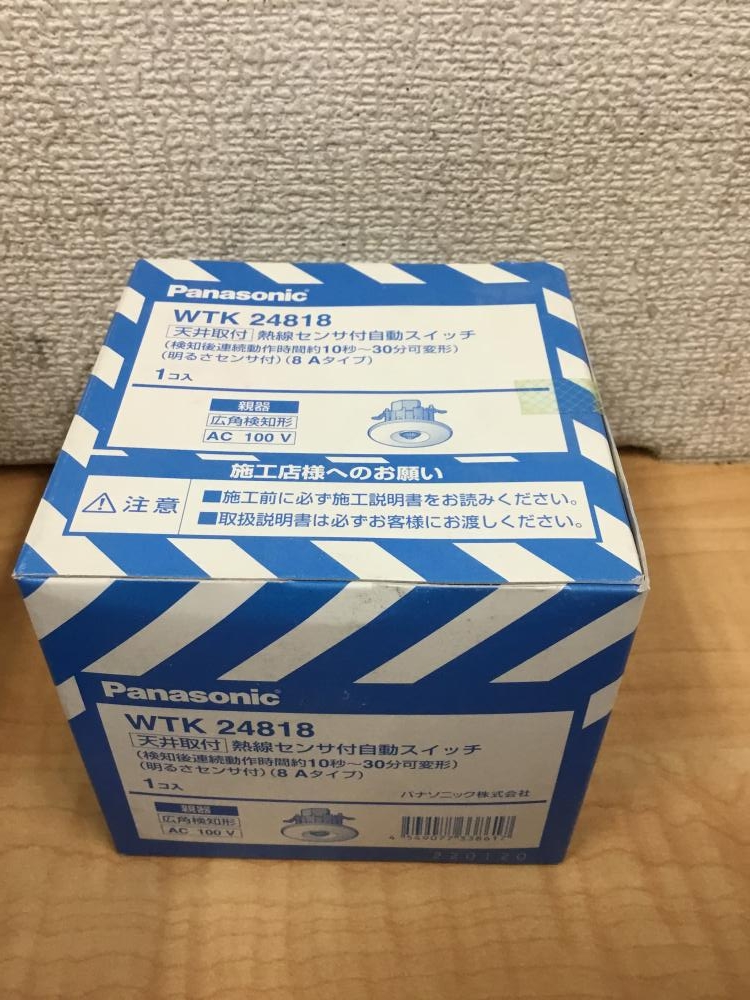 Panasonic
WTK 24818
天井取付 熱線センサ付自動スイッチ
(検知後連続動作時間約10秒～30分可変形)
(明るさセンサ付)(8 Aタイプ)
1コ入
親器
広角検知形
AC 100 V
施工店様へのお願い
注意
■施工前に必ず施工説明書をお読みください。
■取扱説明書は必ずお客様にお渡しください。
Panasonic
WTK 24818
天井取付 熱線センサ付自動スイッチ
(検知後連続動作時間約10秒～30分可変形)
(明るさセンサ付)(8 Aタイプ)
1コ入
パナソニック株式会社
親器
広角検知形
AC 100 V
220120